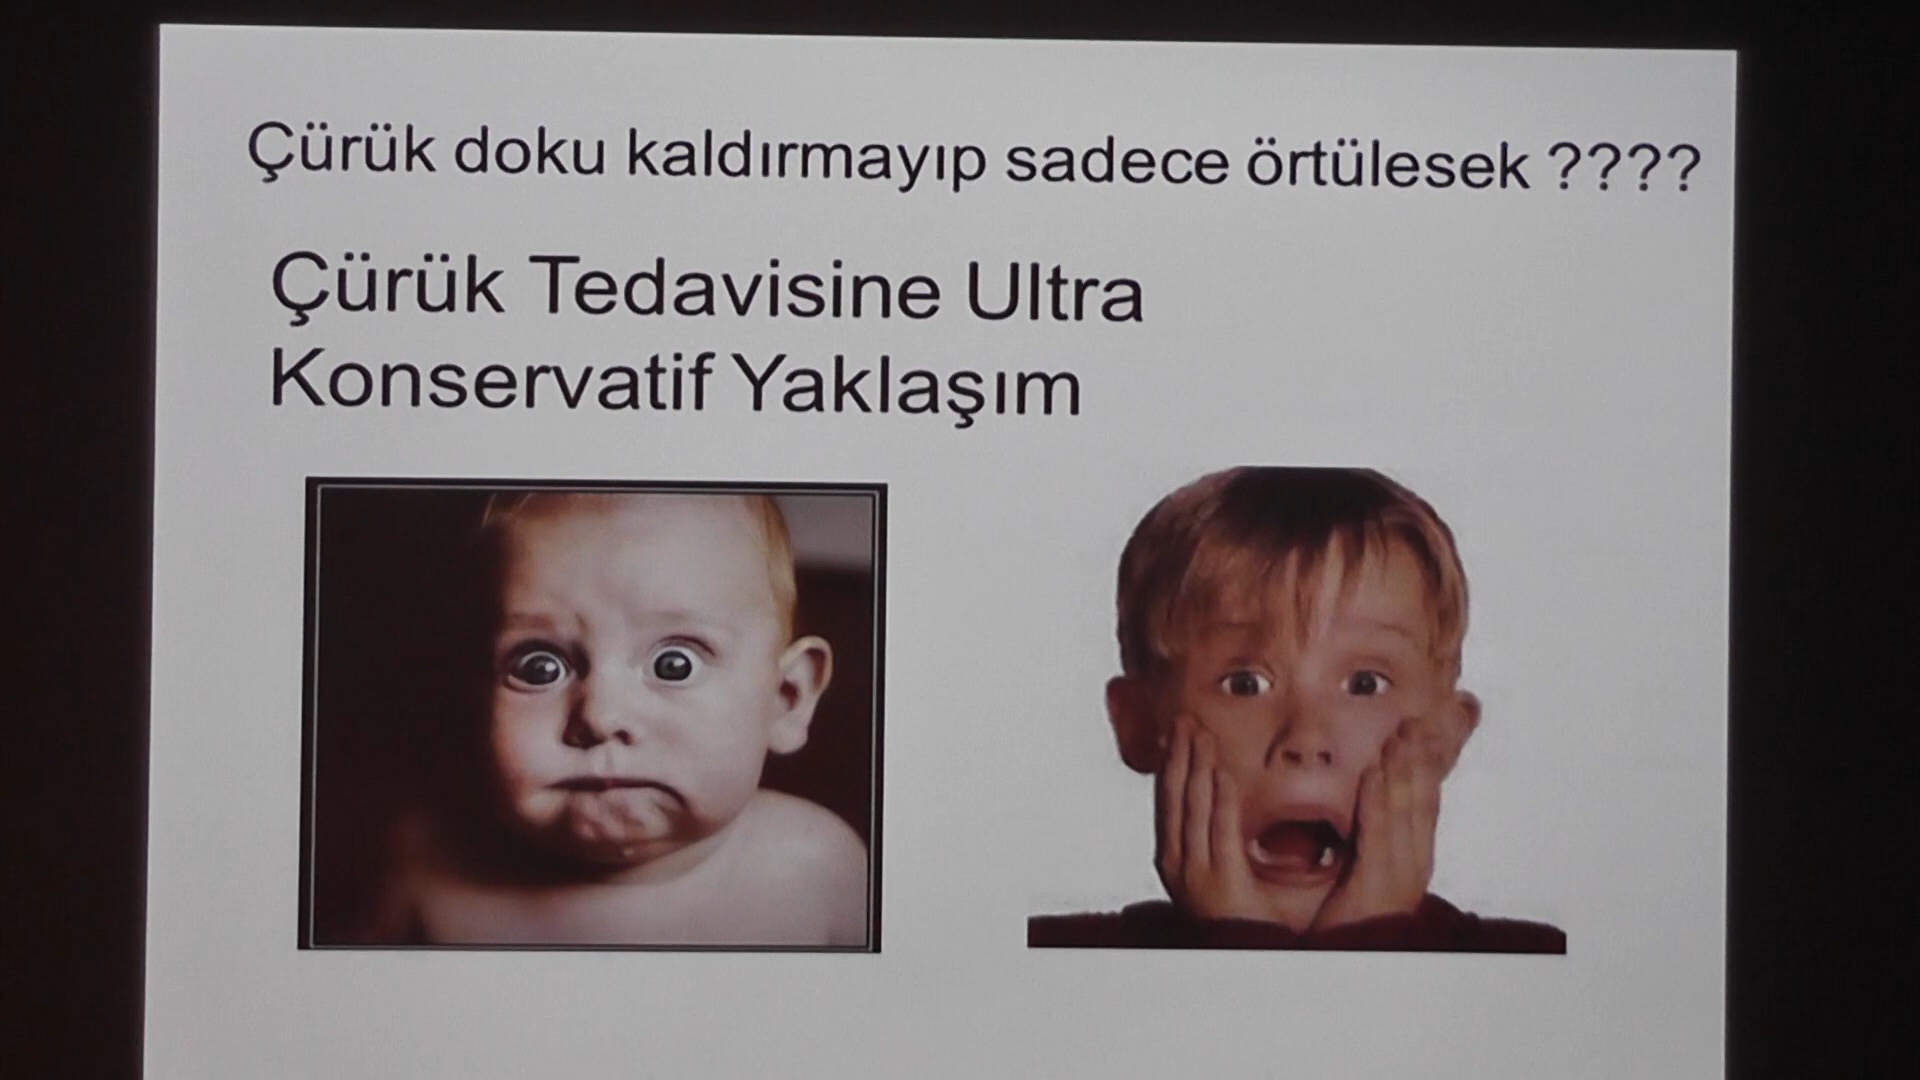 Çürük doku kaldırmayıp sadece örtülesek ????
Çürük Tedavisine Ultra
Konservatif Yaklaşım